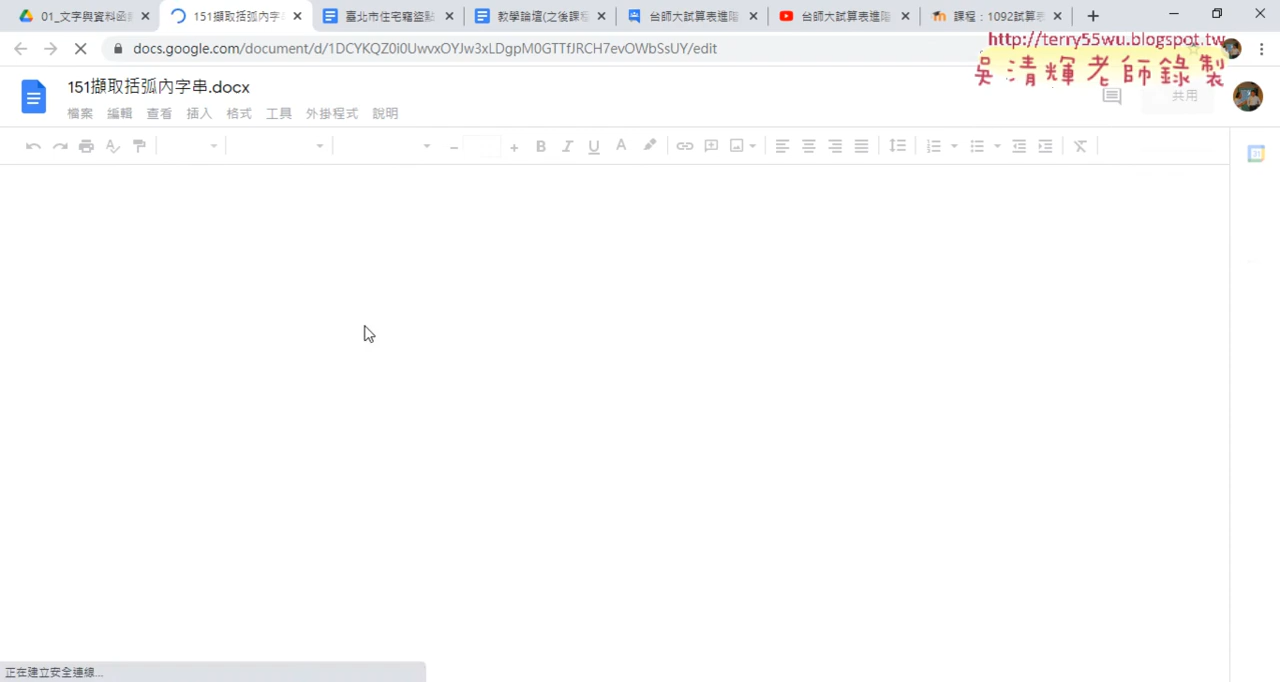 01_文字與資料函
151擷取括弧內字串
臺北市住宅竊盜點
教學論壇(之後課程
台師大試算表進階
台師大試算表進階
課程：1092試算表
docs.google.com/document/d/1DCYKQZ0i0UwvxOYJw3xLDgpM0GTTfJRCH7evOWbSsUY/edit
http://terry55wu.blogspot.tw
吳清輝老師錄製
151擷取括弧內字串.docx
共用
檔案 編輯 查看 插入 格式 工具 外掛程式 說明
B I U A
31
正在建立安全連線...